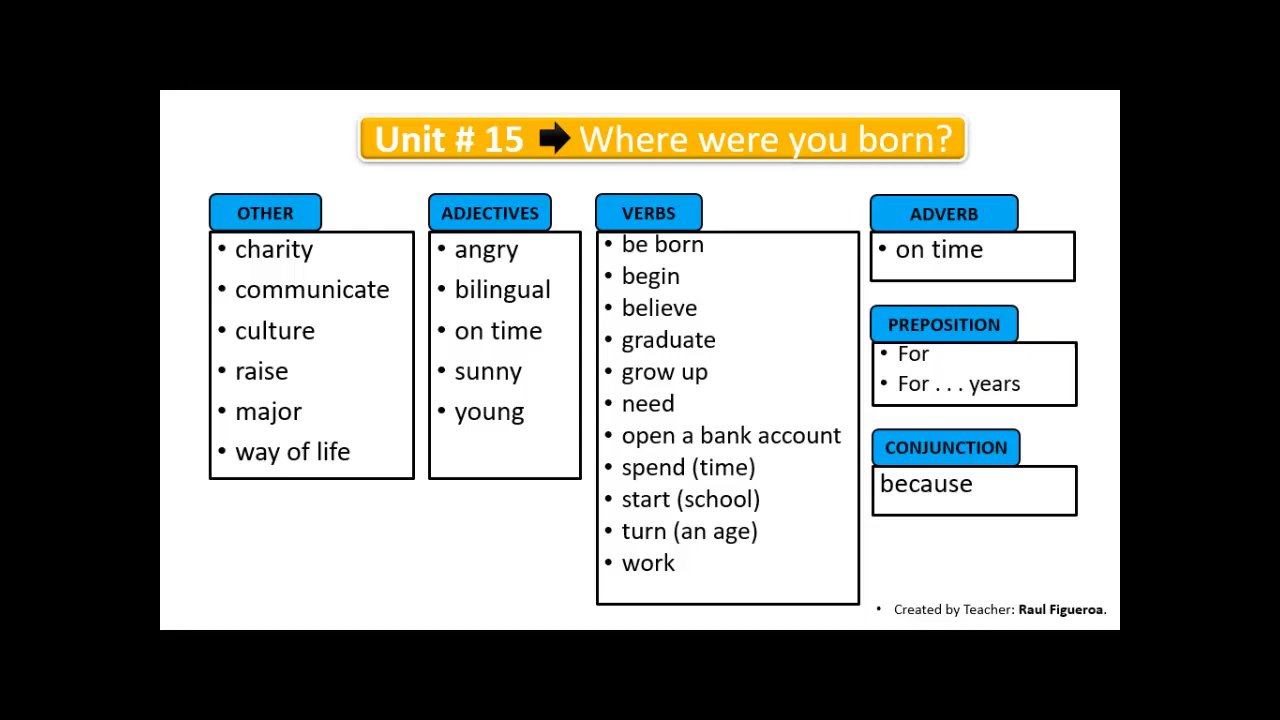 Unit # 15 ➡ Where were you born?
OTHER
• charity
• communicate
• culture
• raise
• major
• way of life
ADJECTIVES
• angry
• bilingual
• on time
• sunny
• young
VERBS
• be born
• begin
• believe
• graduate
• grow up
• need
• open a bank account
• spend (time)
• start (school)
• turn (an age)
• work
ADVERB
• on time
PREPOSITION
• For
• For . . . years
CONJUNCTION
because
• Created by Teacher: Raul Figueroa.